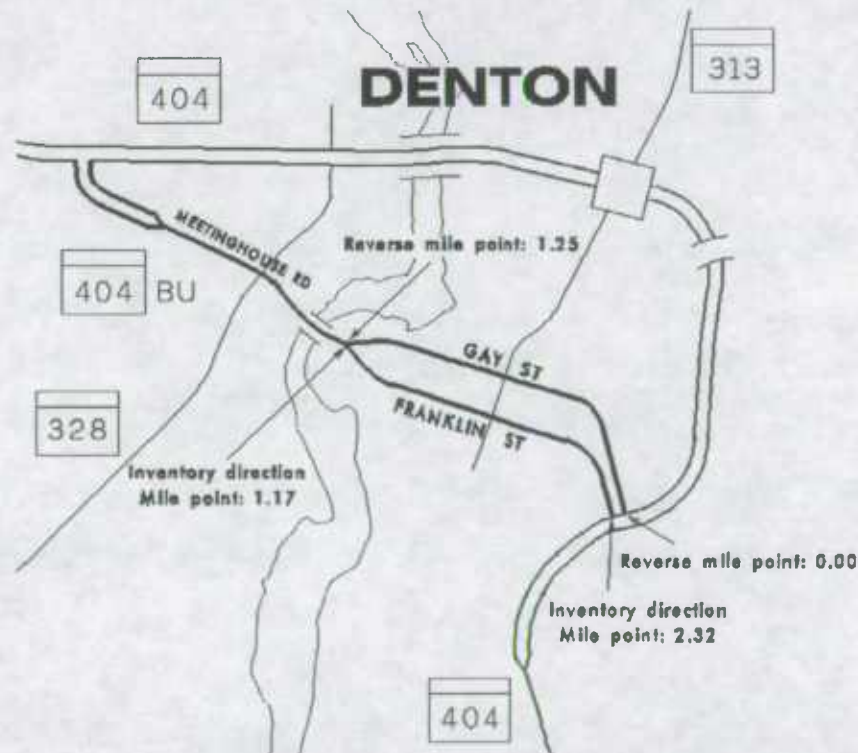 DENTON
313
404
MEETINGHOUSE RD
Reverse mile point: 1.25
404 BU
GAY ST
FRANKLIN ST
328
Inventory direction
Mile point: 1.17
Reverse mile point: 0.00
Inventory direction
Mile point: 2.32
404